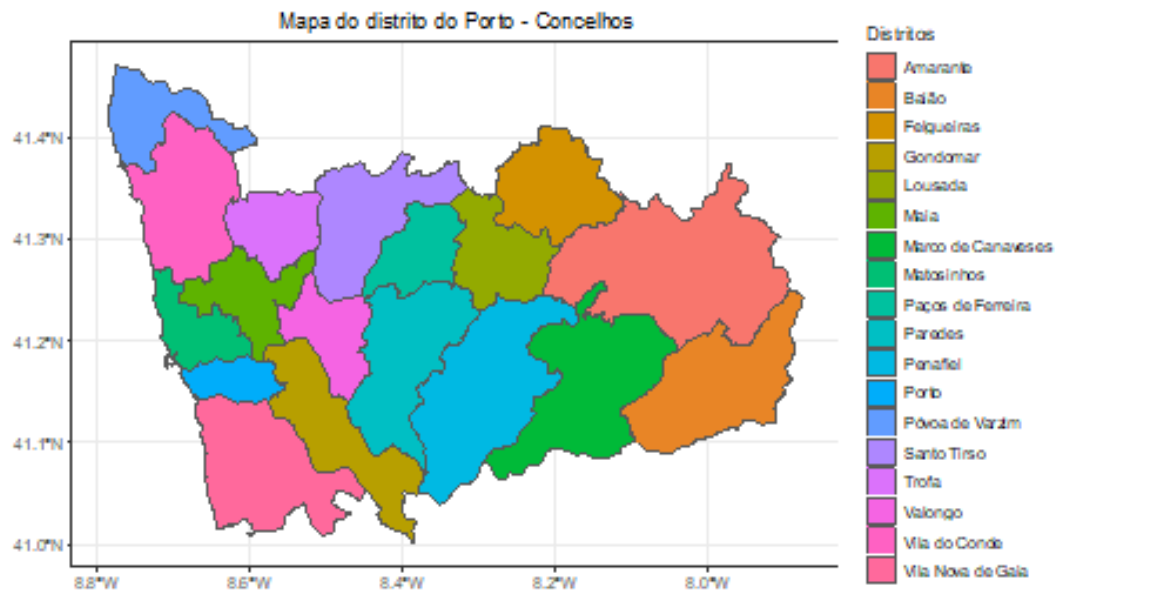 Mapa do distrito do Porto - Concelhos
Distritos
Amarante
Baião
Felgueiras
Gondomar
Lousada
Maia
Marco de Canaveses
Matosinhos
Paços de Ferreira
Paredes
Penafiel
Porto
Póvoa de Varzim
Santo Tirso
Trofa
Valongo
Vila do Conde
Vila Nova de Gaia
41.4°N
41.3°N
41.2°N
41.1°N
41.0°N
8.8°W
8.6°W
8.4°W
8.2°W
8.0°W